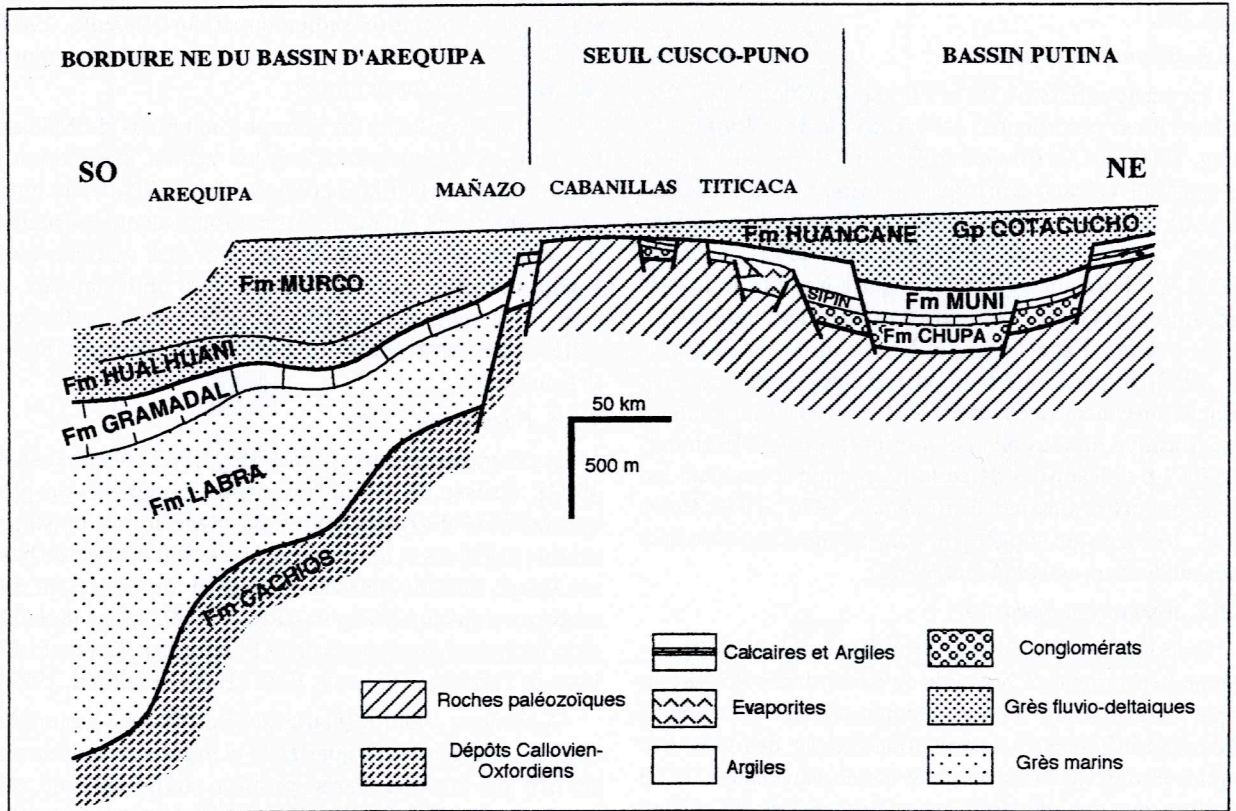 BORDURE NE DU BASSIN D'AREQUIPA
SEUIL CUSCO-PUNO
BASSIN PUTINA
SO
NE
AREQUIPA
MAÑAZO
CABANILLAS
TITICACA
Fm HUANCANE
Gp COTACUCHO
Fm MURCO
SIPIN
Fm MUNI
Fm CHUPA
Fm HUALHUANI
Fm GRAMADAL
50 km
500 m
Fm LABRA
Fm CACHIOS
Calcaires et Argiles
Conglomérats
Roches paléozoïques
Evaporites
Grès fluvio-deltaiques
Dépôts Callovien-
Oxfordiens
Argiles
Grès marins